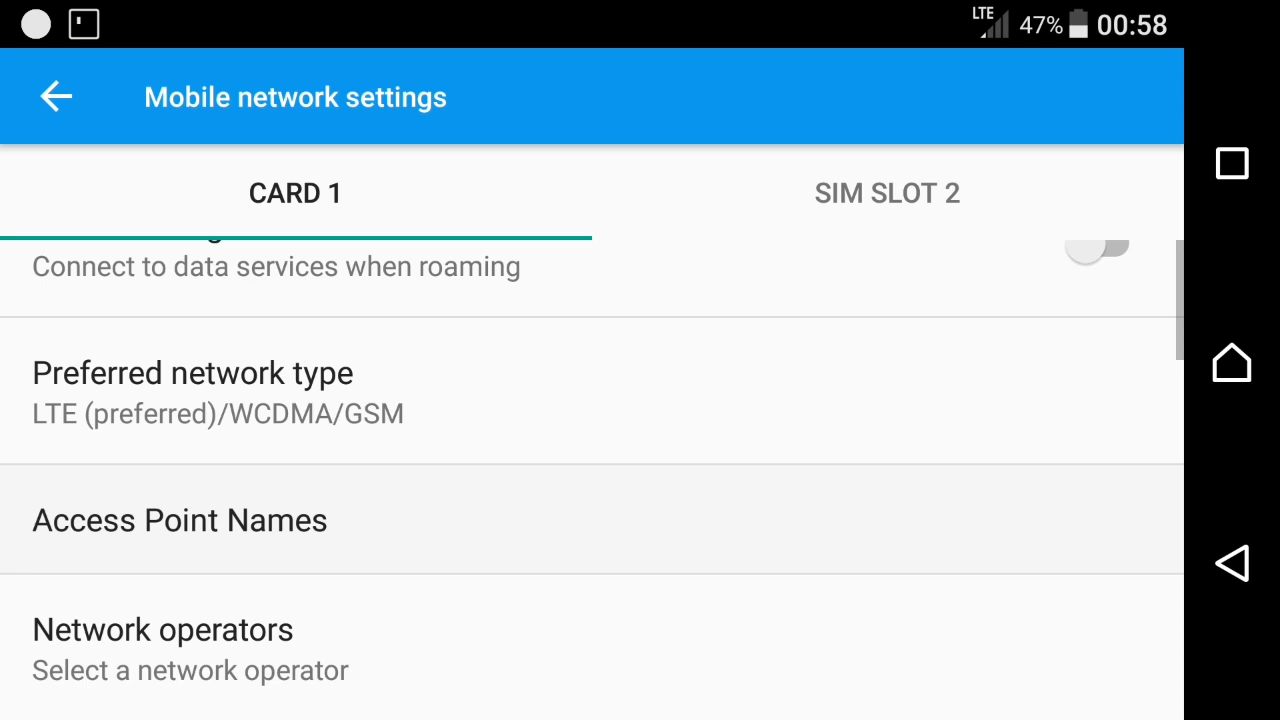 LTE 47% 00:58
Mobile network settings
CARD 1 SIM SLOT 2
Connect to data services when roaming
Preferred network type
LTE (preferred)/WCDMA/GSM
Access Point Names
Network operators
Select a network operator